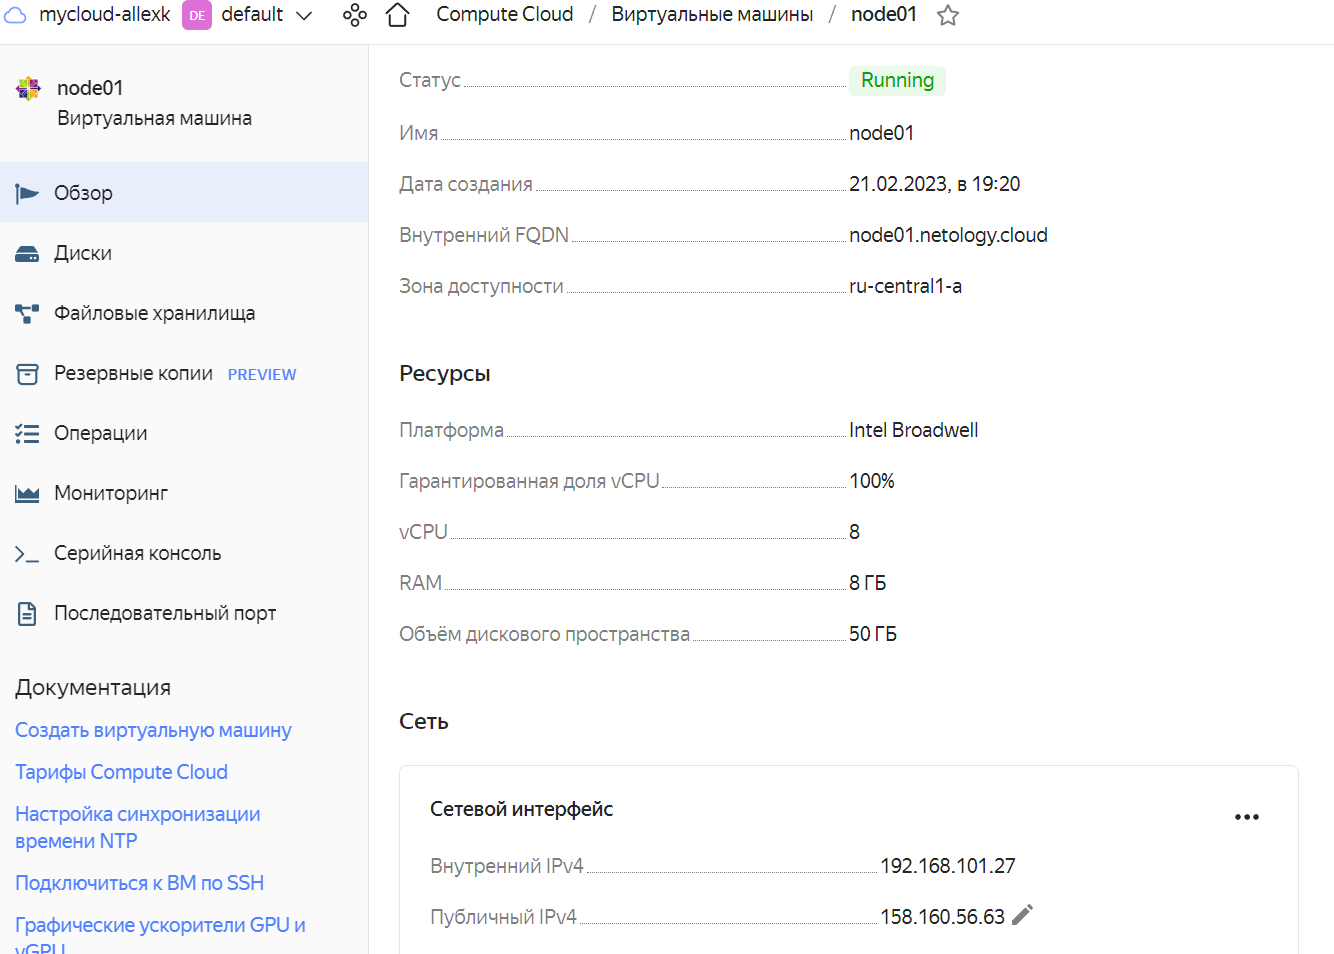 mycloud-allexk DE default Compute Cloud / Виртуальные машины / node01
node01
Виртуальная машина
Обзор
Диски
Файловые хранилища
Резервные копии PREVIEW
Операции
Мониторинг
Серийная консоль
Последовательный порт
Документация
Создать виртуальную машину
Тарифы Compute Cloud
Настройка синхронизации
времени NTP
Подключиться к ВМ по SSH
Графические ускорители GPU и
vGPU
Статус Running
Имя node01
Дата создания 21.02.2023, в 19:20
Внутренний FQDN node01.netology.cloud
Зона доступности ru-central1-a
Ресурсы
Платформа Intel Broadwell
Гарантированная доля vCPU 100%
vCPU 8
RAM 8 ГБ
Объём дискового пространства 50 ГБ
Сеть
Сетевой интерфейс
Внутренний IPv4 192.168.101.27
Публичный IPv4 158.160.56.63